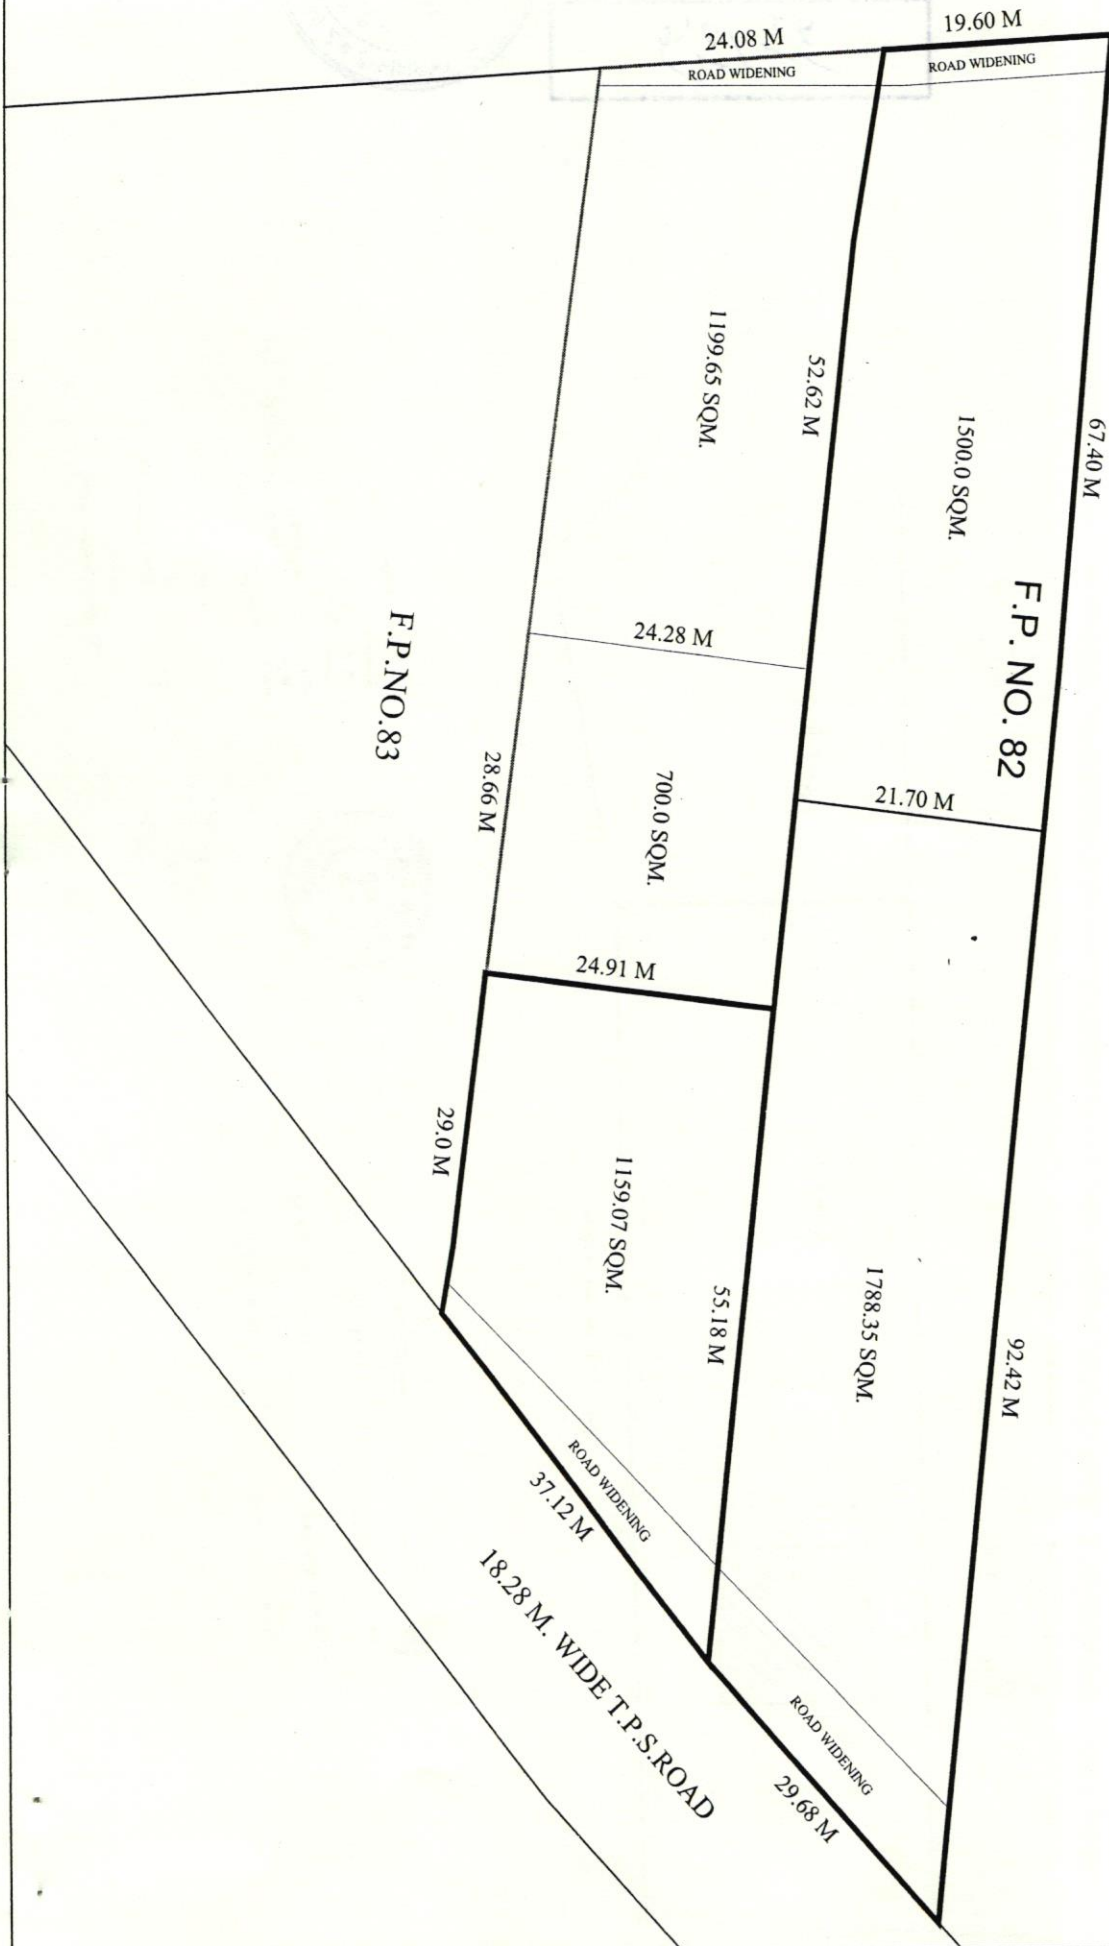 19.60 M
24.08 M
ROAD WIDENING
ROAD WIDENING
67.40 M
1500.0 SQM.
52.62 M
1199.65 SQM.
F.P. NO. 82
24.28 M
F.P.NO.83
21.70 M
28.66 M
700.0 SQM.
24.91 M
29.0 M
1159.07 SQM.
55.18 M
1788.35 SQM.
92.42 M
ROAD WIDENING
37.12 M
18.28 M. WIDE T.P.S.ROAD
ROAD WIDENING
29.68 M